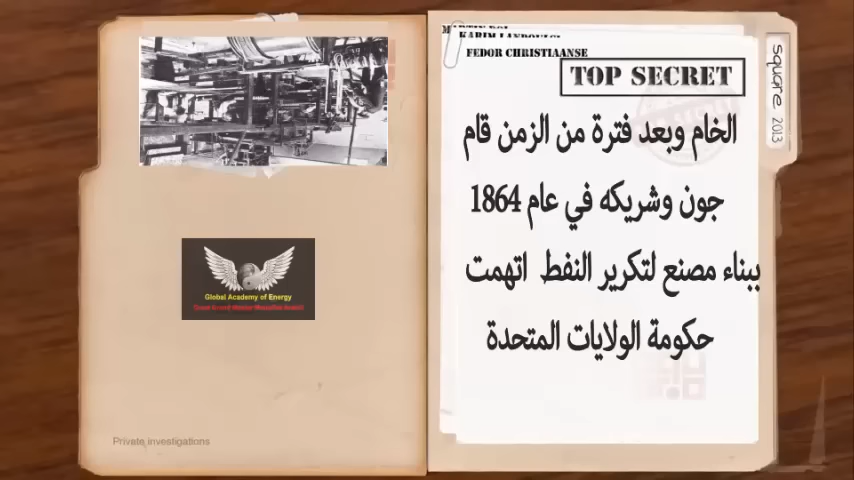 KARIM
FEDOR CHRISTIAANSE
TOP SECRET
square 2013
الخام وبعد فترة من الزمن قام
جون وشريكه في عام 1864
ببناء مصنع لتكرير النفط اتهمت
حكومة الولايات المتحدة
Global Academy of Energy
Private investigations